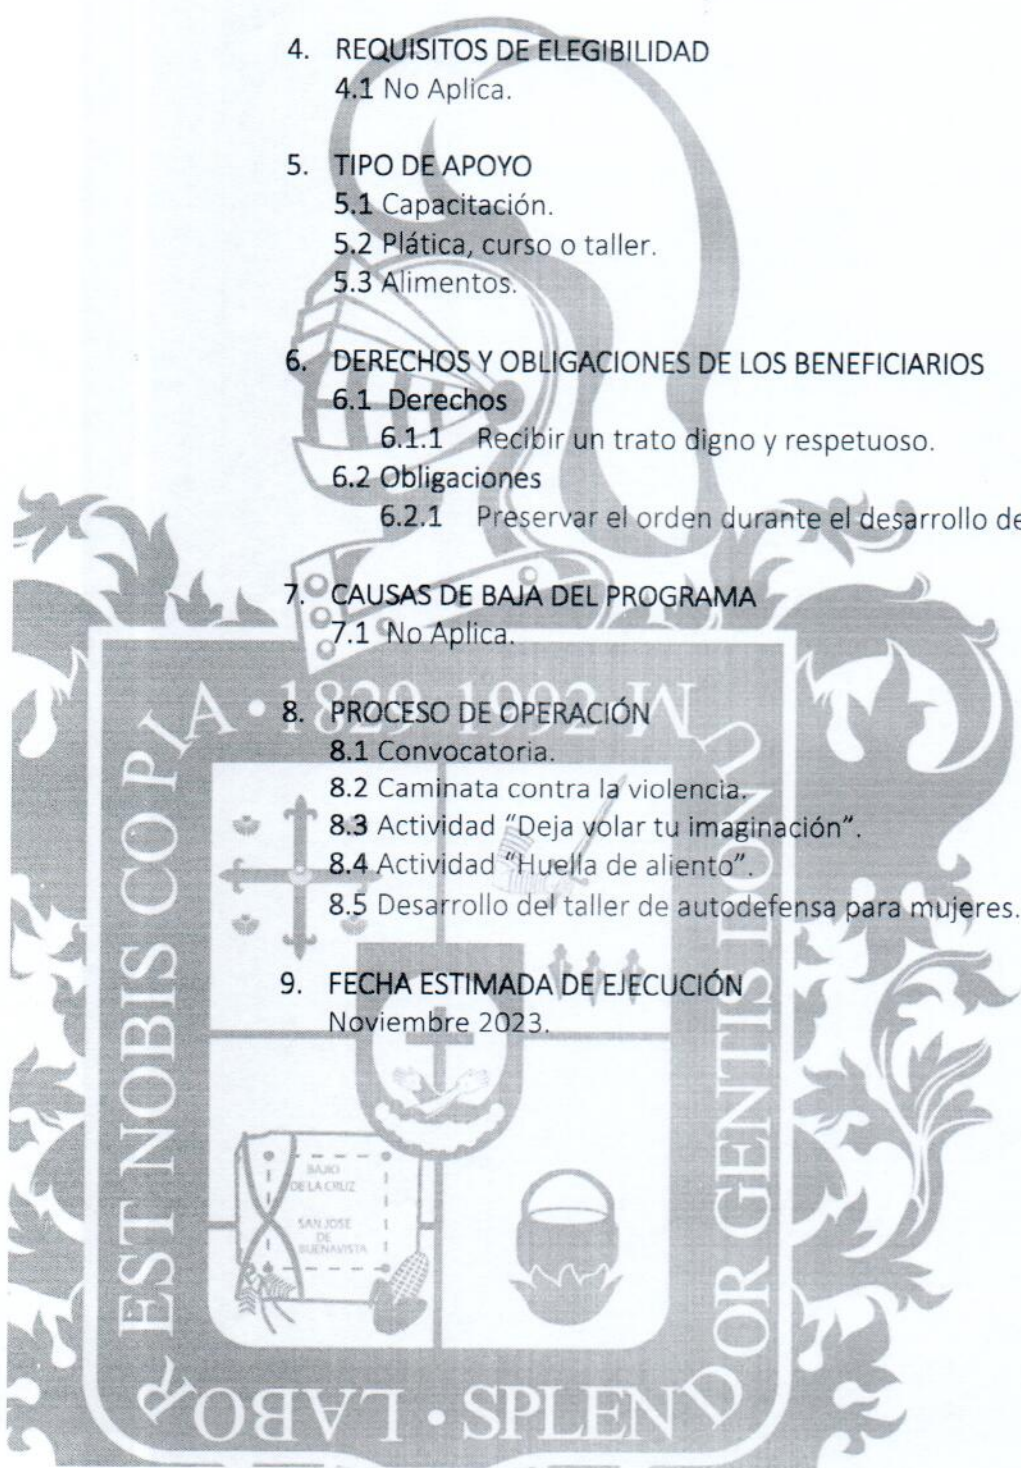 4. REQUISITOS DE ELEGIBILIDAD
4.1 No Aplica.
5. TIPO DE APOYO
5.1 Capacitación.
5.2 Plática, curso o taller.
5.3 Alimentos.
6. DERECHOS Y OBLIGACIONES DE LOS BENEFICIARIOS
6.1 Derechos
6.1.1 Recibir un trato digno y respetuoso.
6.2 Obligaciones
6.2.1 Preservar el orden durante el desarrollo de
7. CAUSAS DE BAJA DEL PROGRAMA
7.1 No Aplica.
8. PROCESO DE OPERACIÓN
8.1 Convocatoria.
8.2 Caminata contra la violencia.
8.3 Actividad “Deja volar tu imaginación”.
8.4 Actividad “Huella de aliento”.
8.5 Desarrollo del taller de autodefensa para mujeres.
9. FECHA ESTIMADA DE EJECUCIÓN
Noviembre 2023.
LABOR EST NOBIS COPIA • 1829-1992 • M
UNDONOR GENTIS SPLENDOR •
BAJIO
DE LA CRUZ
SAN JOSE
DE
BUENAVISTA